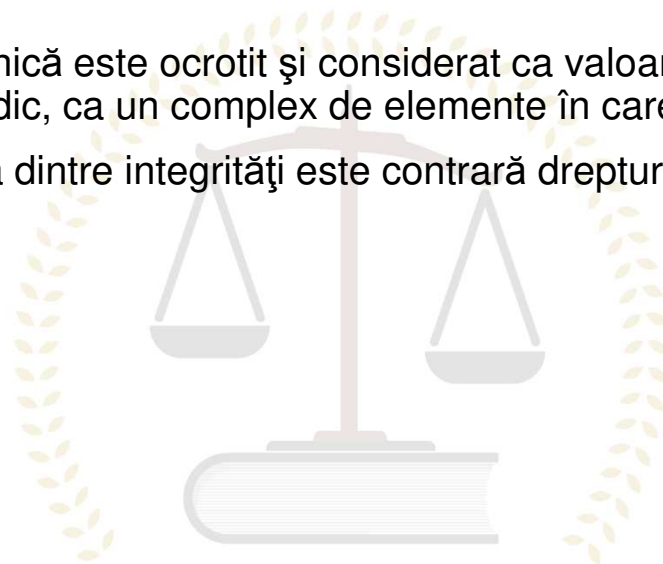 nică este ocrotit şi considerat ca valoar
dic, ca un complex de elemente în care
dintre integrităţi este contrară dreptur